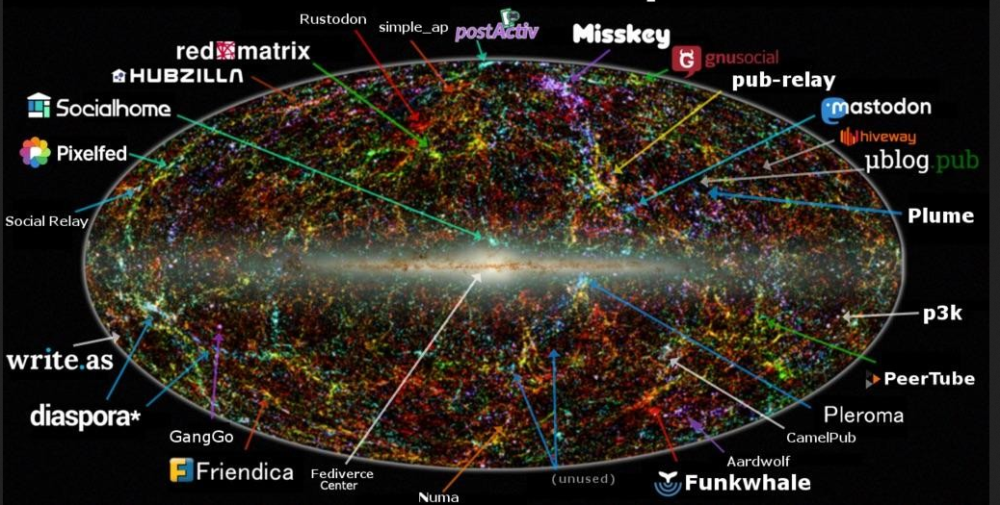 Rustodon
simple_ap
postActiv
Misskey
redmatrix
gnusocial
HUBZILLA
pub-relay
Socialhome
mastodon
hiveway
Pixelfed
µblog.pub
Social Relay
Plume
p3k
write.as
PeerTube
diaspora*
Pleroma
GangGo
CamelPub
Friendica
Fediverce
Center
Aardwolf
(unused)
Funkwhale
Numa